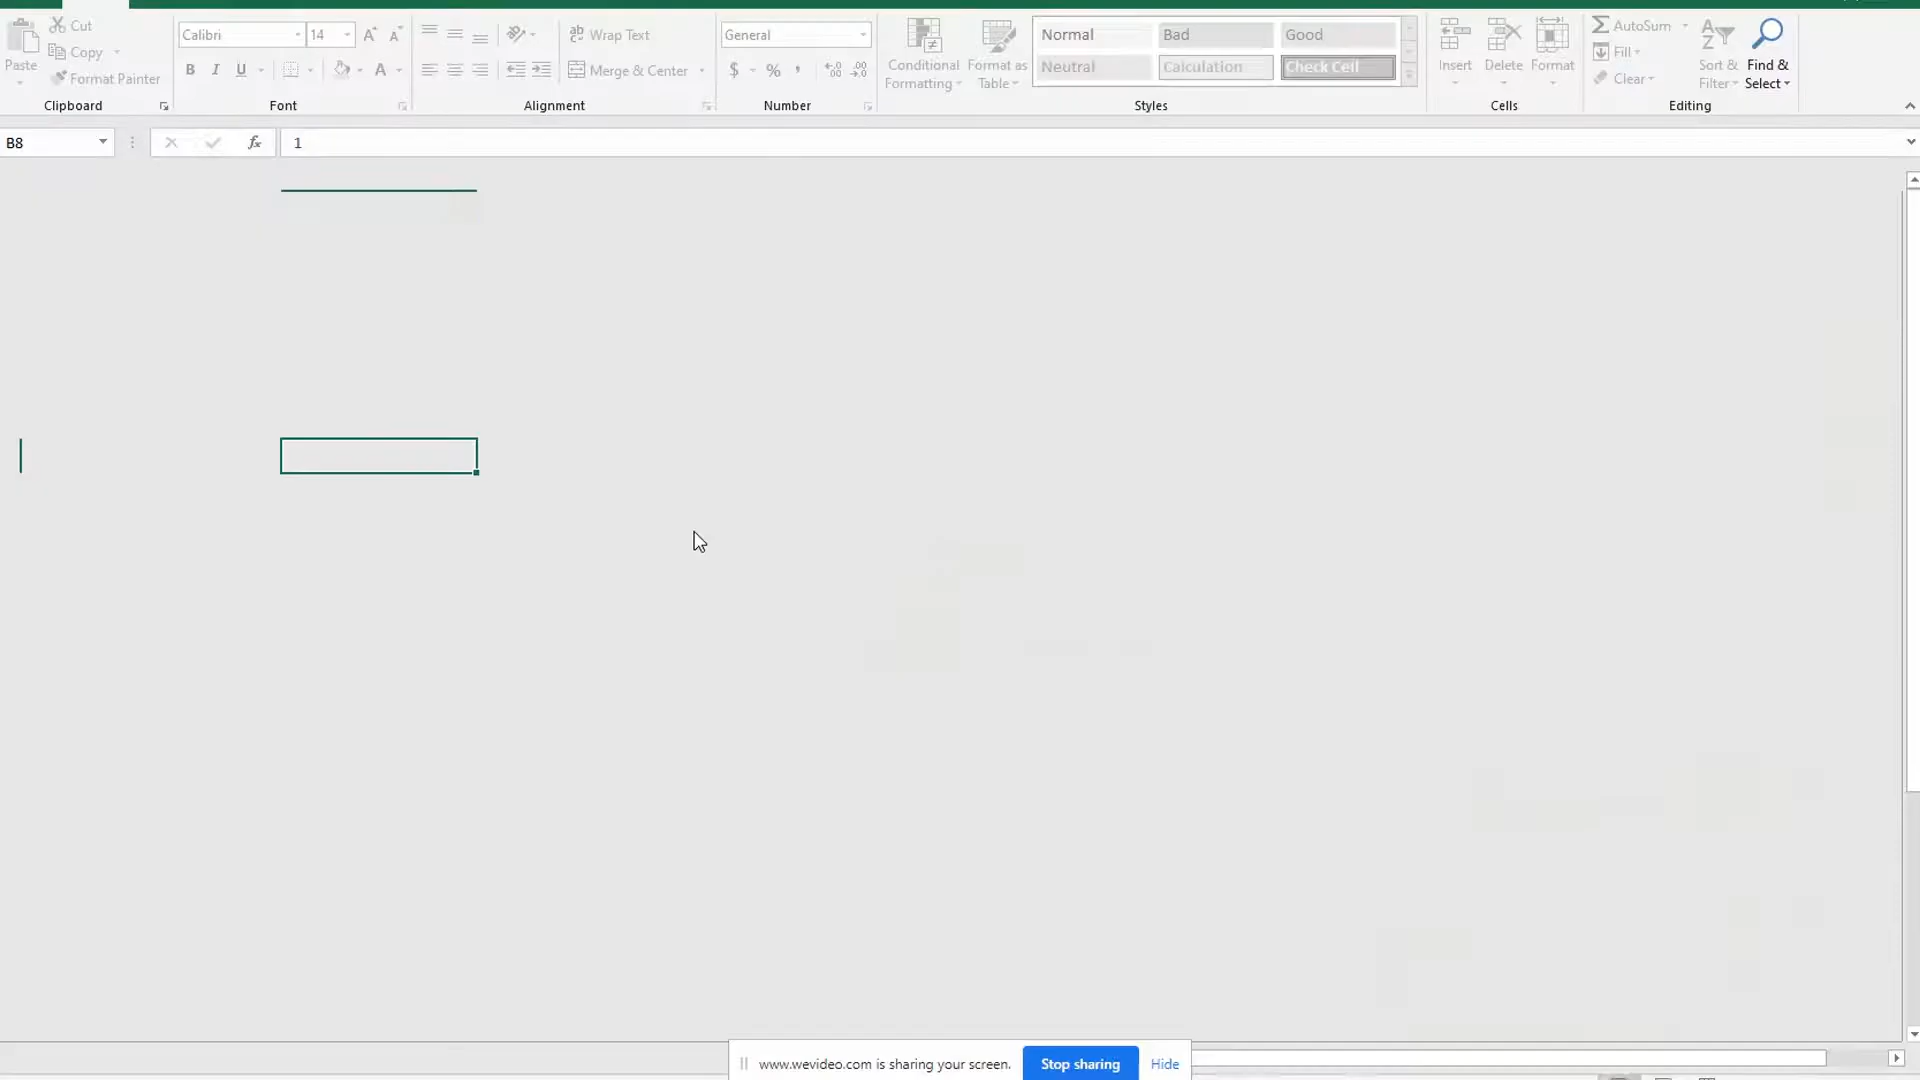 Cut
Calibri 14
General
Normal Bad Good
AutoSum
Copy
Wrap Text
Fill
Paste
Format Painter
B I U
Merge & Center
$ %
Conditional Formatting
Format as Table
Neutral Calculation Check Cell
Insert Delete Format
Clear
Sort & Filter
Find & Select
Clipboard Font Alignment Number Styles Cells Editing
B8 fx 1
www.wevideo.com is sharing your screen. Stop sharing Hide